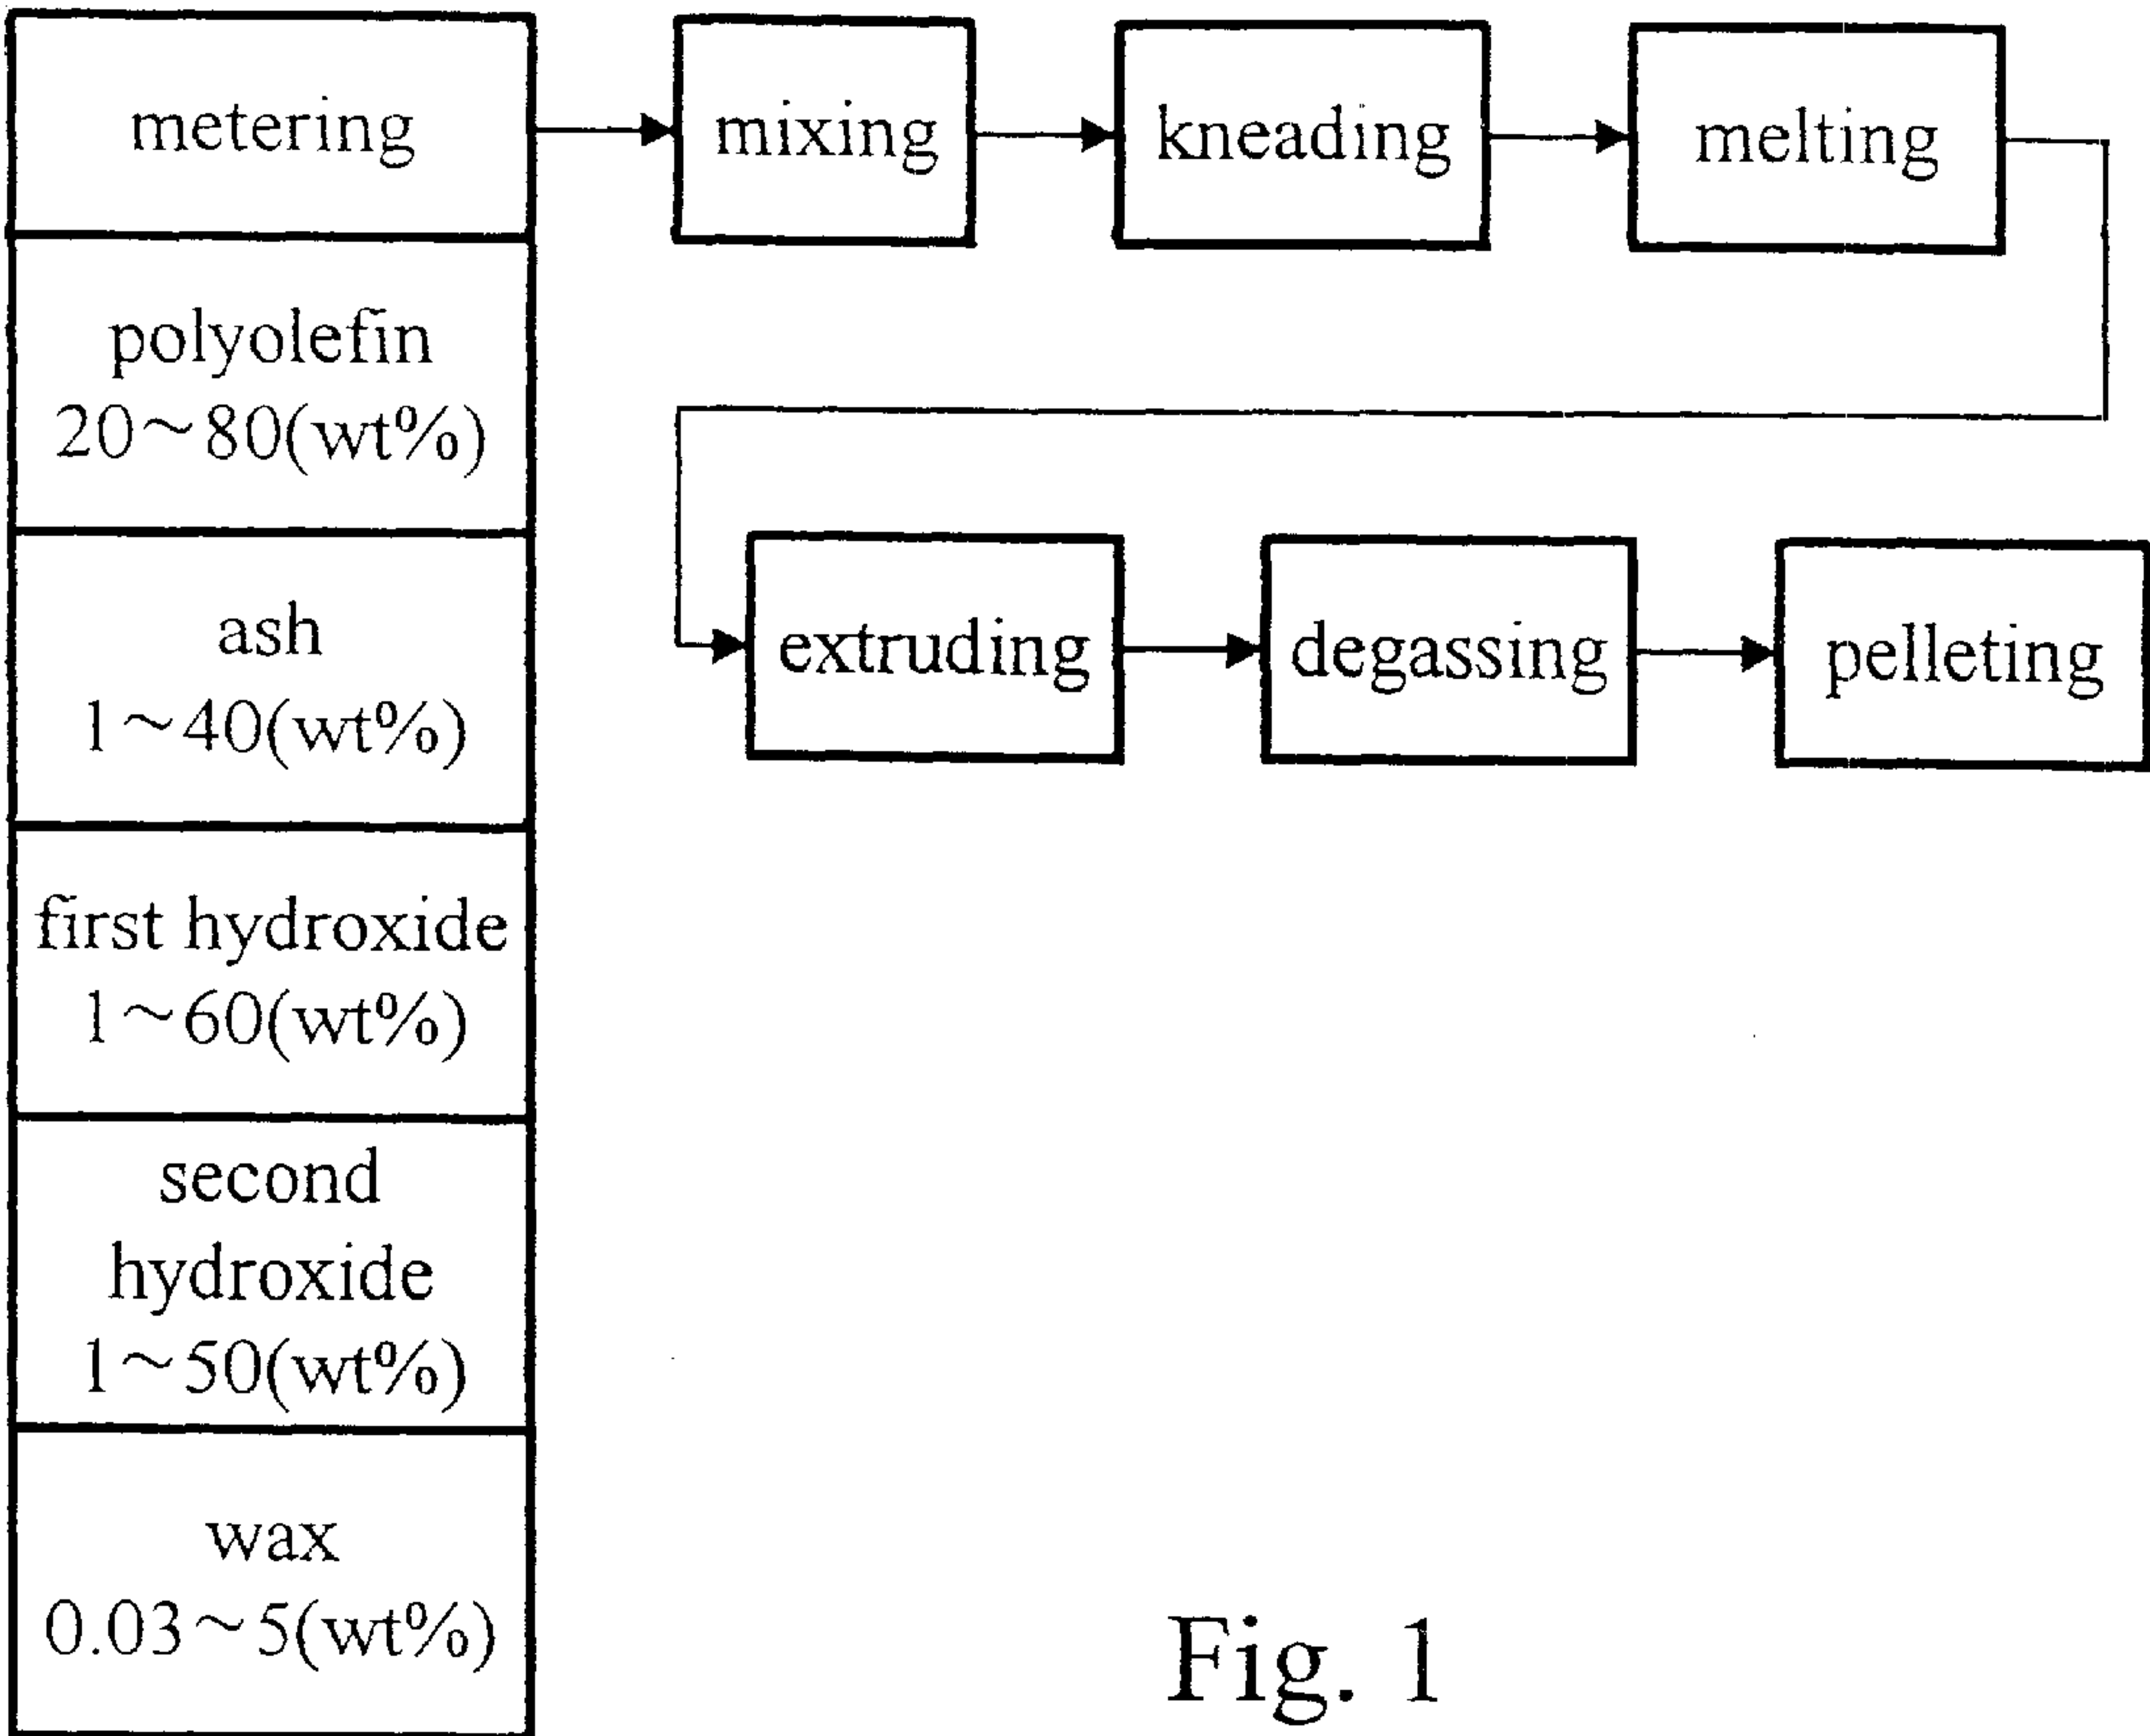 metering
mixing
kneading
melting
polyolefin
20~80(wt%)
ash
1~40(wt%)
extruding
degassing
pelleting
first hydroxide
1~60(wt%)
second
hydroxide
1~50(wt%)
wax
0.03~5(wt%)
Fig. 1